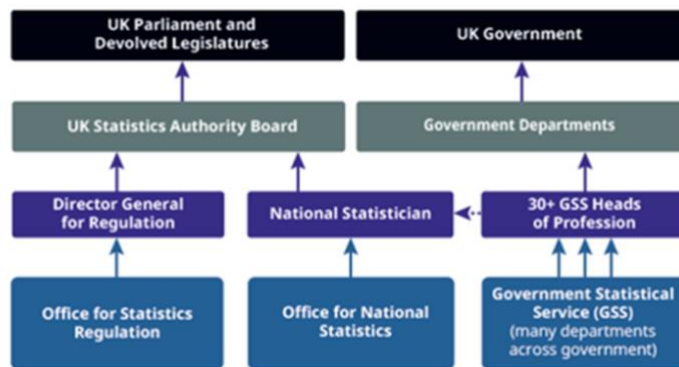 UK Parliament and
Devolved Legislatures
UK Government
UK Statistics Authority Board
Government Departments
Director General
for Regulation
National Statistician
30+ GSS Heads
of Profession
Office for Statistics
Regulation
Office for National
Statistics
Government Statistical
Service (GSS)
(many departments
across government)